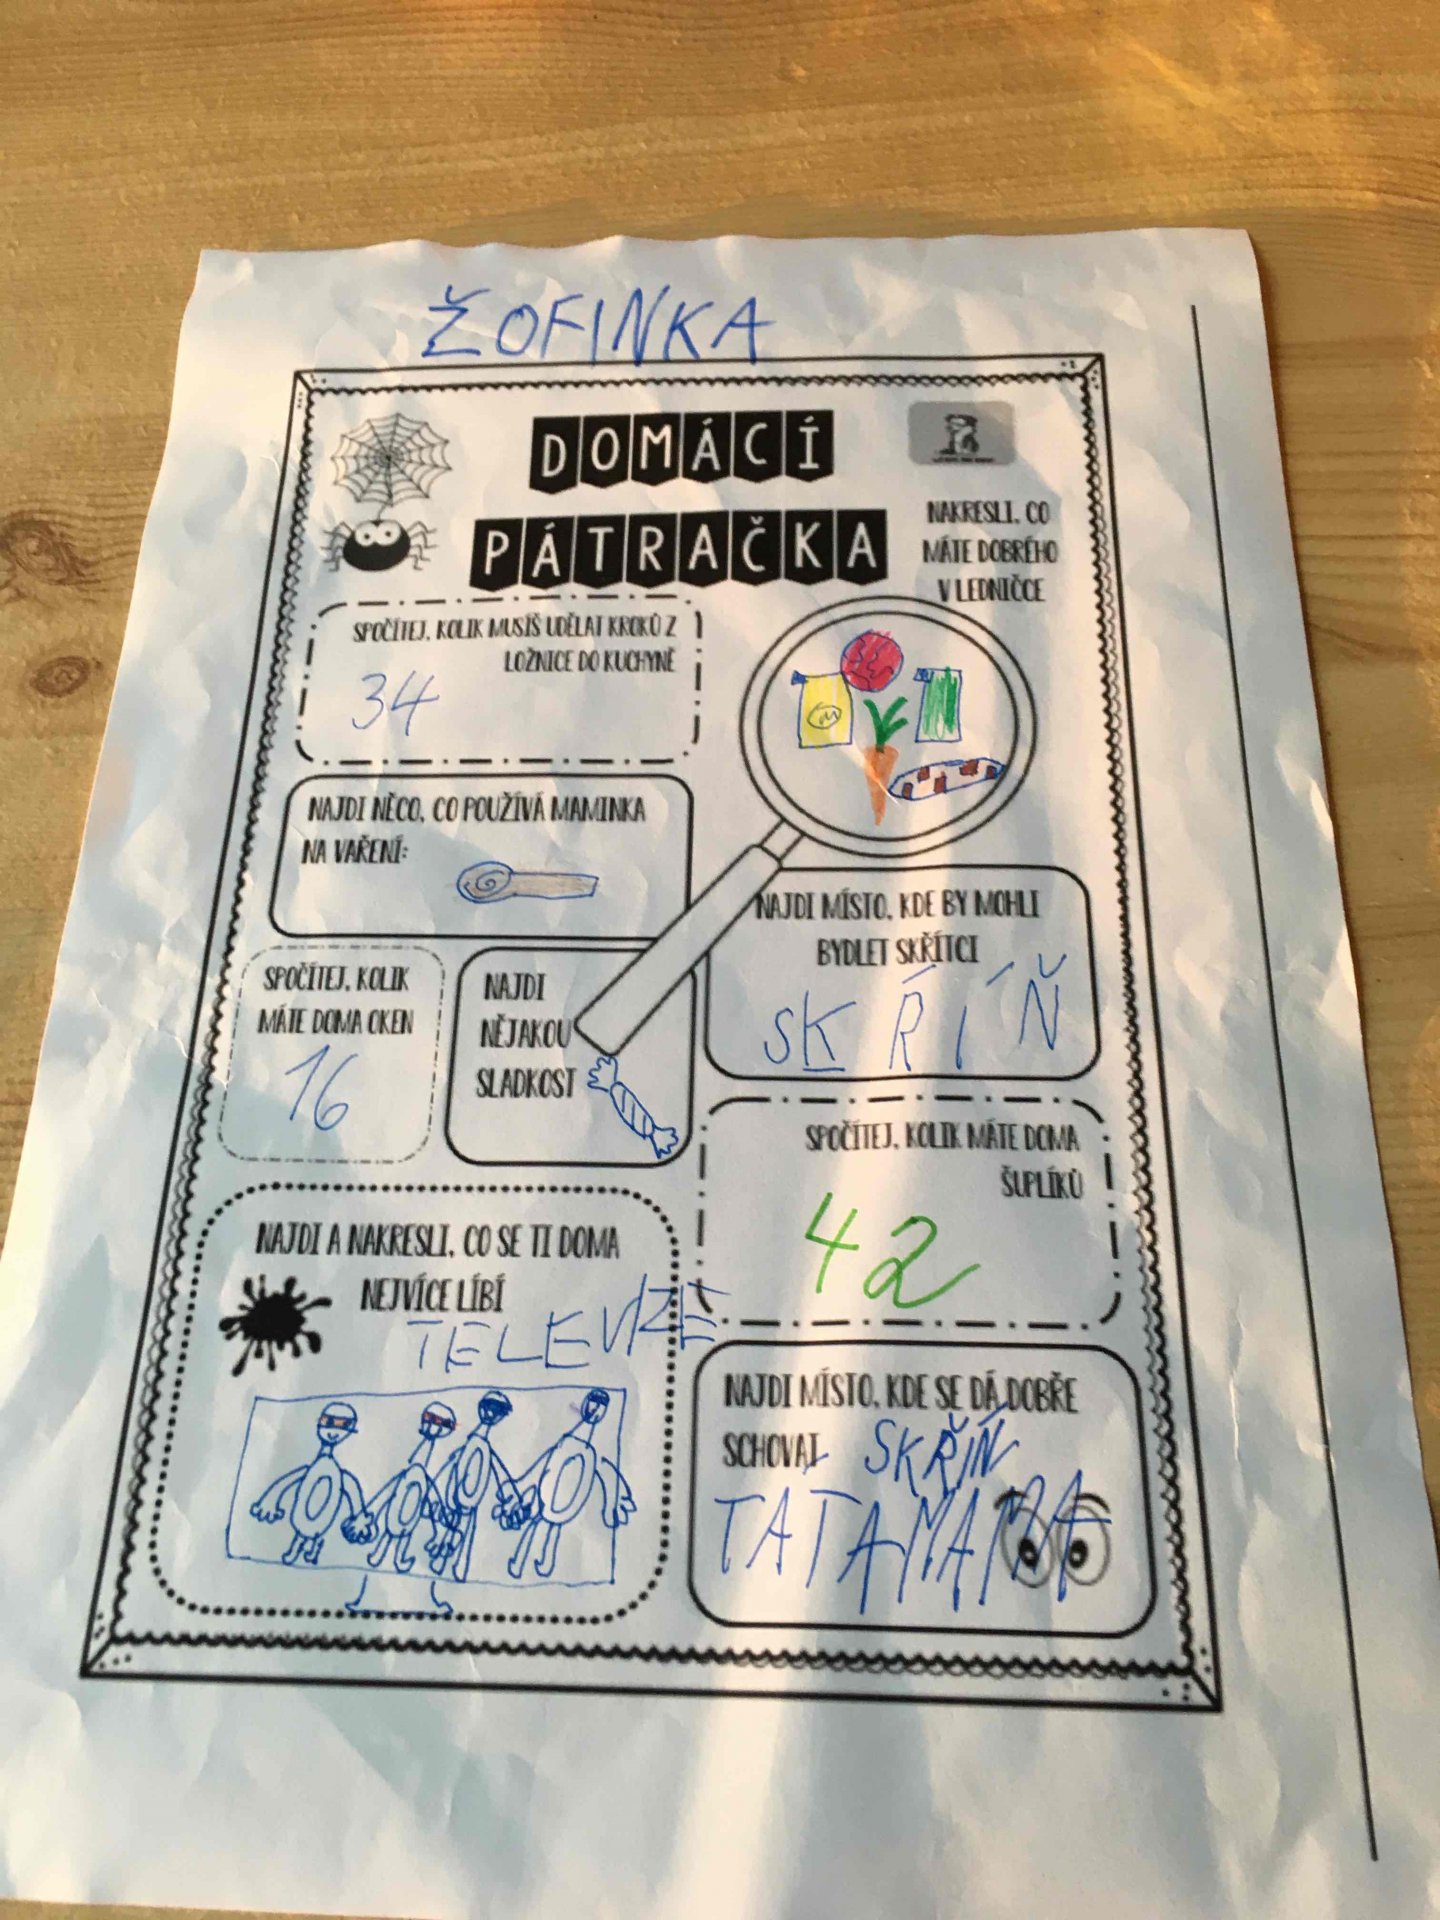 ŽOFINKA
DOMÁCÍ
PÁTRAČKA
NAKRESLI, CO
MÁTE DOBRÉHO
V LEDNIČCE
SPOČÍTEJ, KOLIK MUSÍŠ UDĚLAT KROKŮ Z
LOŽNICE DO KUCHYNĚ
34
NAJDI NĚCO, CO POUŽÍVÁ MAMINKA
NA VAŘENÍ:
NAJDI MÍSTO, KDE BY MOHLI
BYDLET SKŘÍTCI
SKŘÍŇ
SPOČÍTEJ, KOLIK
MÁTE DOMA OKEN
16
NAJDI
NĚJAKOU
SLADKOST
SPOČÍTEJ, KOLIK MÁTE DOMA
ŠUPLÍKŮ
42
NAJDI A NAKRESLI, CO SE TI DOMA
NEJVÍCE LÍBÍ
TELEVIZE
NAJDI MÍSTO, KDE SE DÁ DOBŘE
SCHOVAT
SKŘÍŇ
TATAMAMA